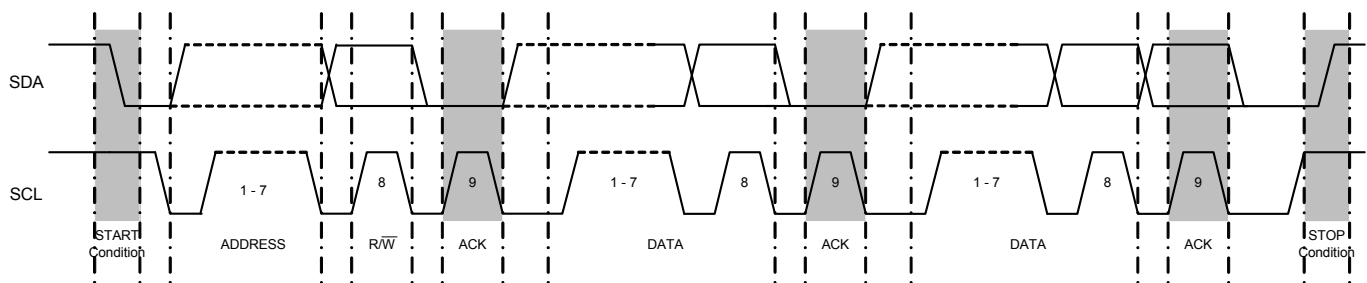 SDA
SCL
1 - 7
8
9
1 - 7
8
9
1 - 7
8
9
START
Condition
ADDRESS
R/W̅
ACK
DATA
ACK
DATA
ACK
STOP
Condition